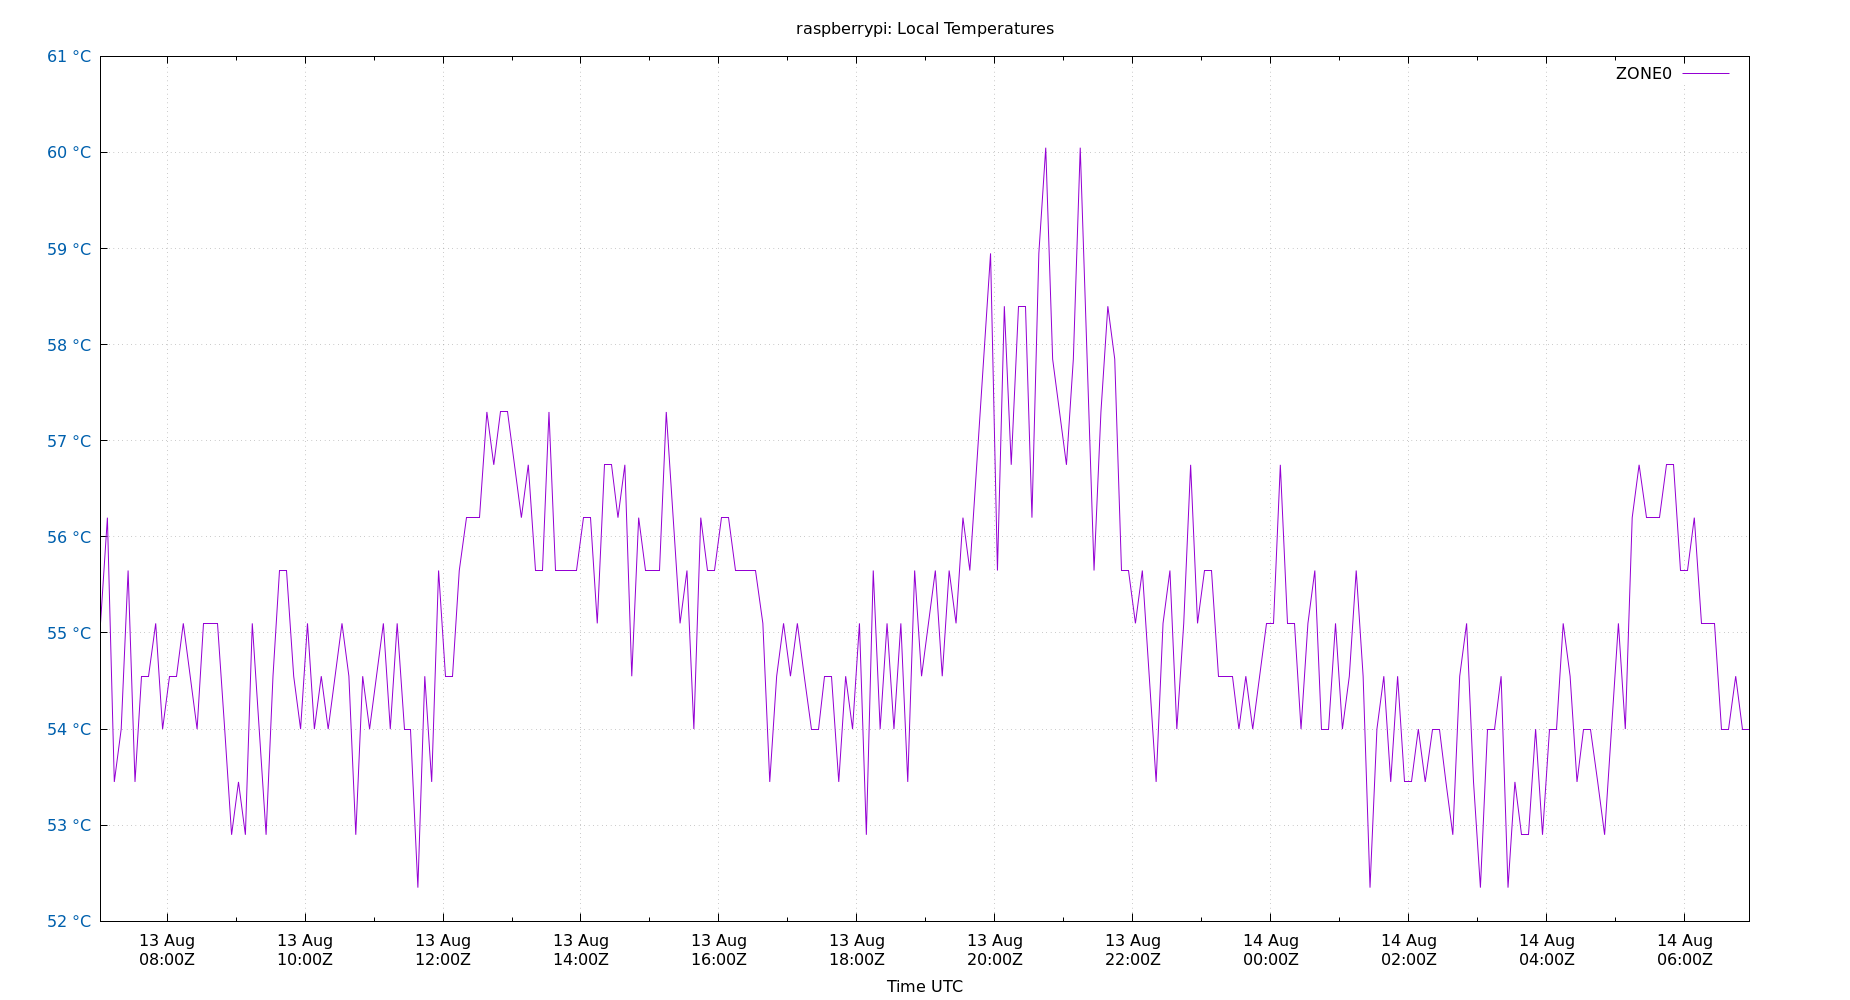 raspberrypi: Local Temperatures
61 °C
ZONE0
60 °C
59 °C
58 °C
57 °C
56 °C
55 °C
54 °C
53 °C
52 °C
13 Aug 13 Aug 13 Aug 13 Aug 13 Aug 13 Aug 13 Aug 13 Aug 14 Aug 14 Aug 14 Aug 14 Aug
08:00Z 10:00Z 12:00Z 14:00Z 16:00Z 18:00Z 20:00Z 22:00Z 00:00Z 02:00Z 04:00Z 06:00Z
Time UTC